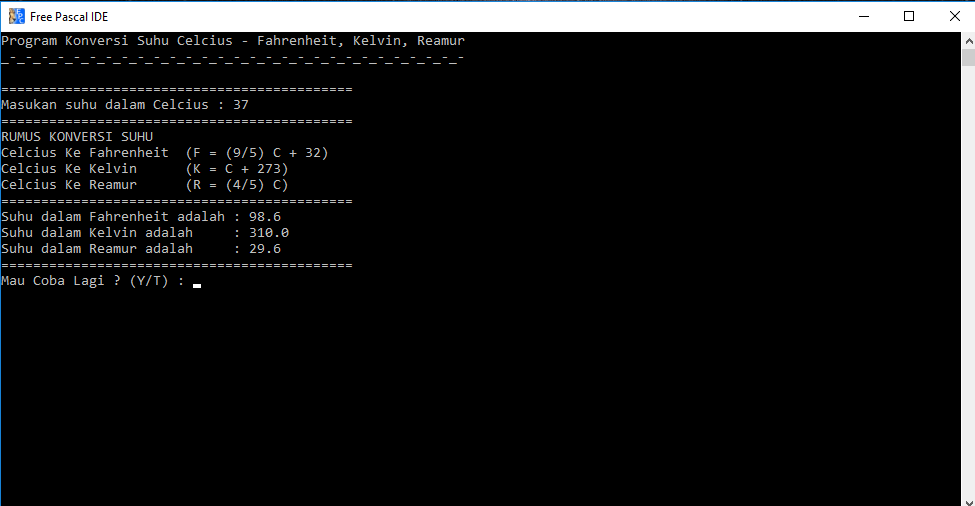 Free Pascal IDE
Program Konversi Suhu Celcius - Fahrenheit, Kelvin, Reamur
_-_-_-_-_-_-_-_-_-_-_-_-_-_-_-_-_-_-_-_-_-_-_-_-_-_-_-_-_-
============================================
Masukan suhu dalam Celcius : 37
============================================
RUMUS KONVERSI SUHU
Celcius Ke Fahrenheit  (F = (9/5) C + 32)
Celcius Ke Kelvin      (K = C + 273)
Celcius Ke Reamur      (R = (4/5) C)
============================================
Suhu dalam Fahrenheit adalah : 98.6
Suhu dalam Kelvin adalah     : 310.0
Suhu dalam Reamur adalah     : 29.6
============================================
Mau Coba Lagi ? (Y/T) : _